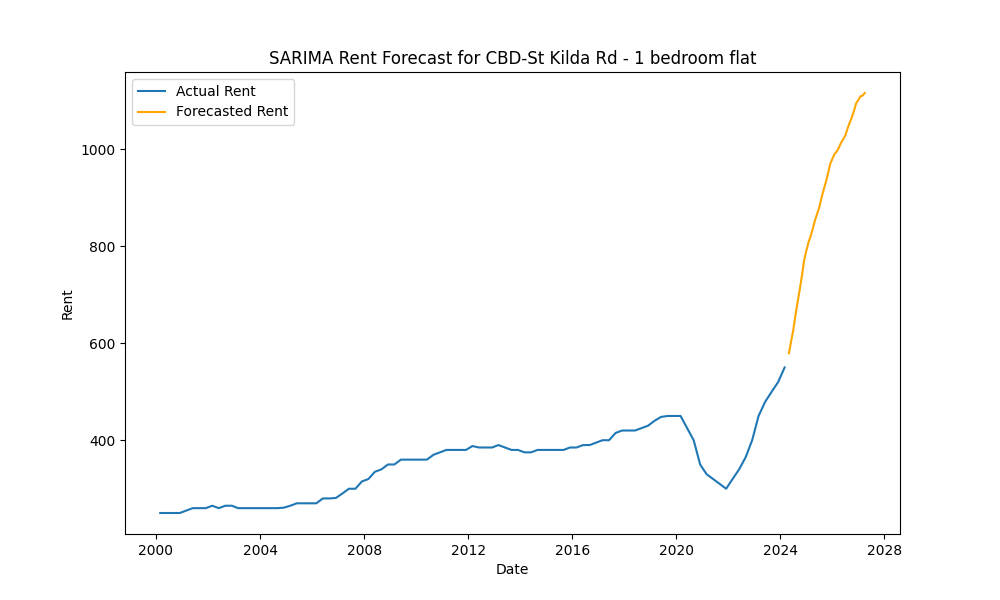 SARIMA Rent Forecast for CBD-St Kilda Rd - 1 bedroom flat
Actual Rent
Forecasted Rent
1000
800
600
400
Rent
2000 2004 2008 2012 2016 2020 2024 2028
Date